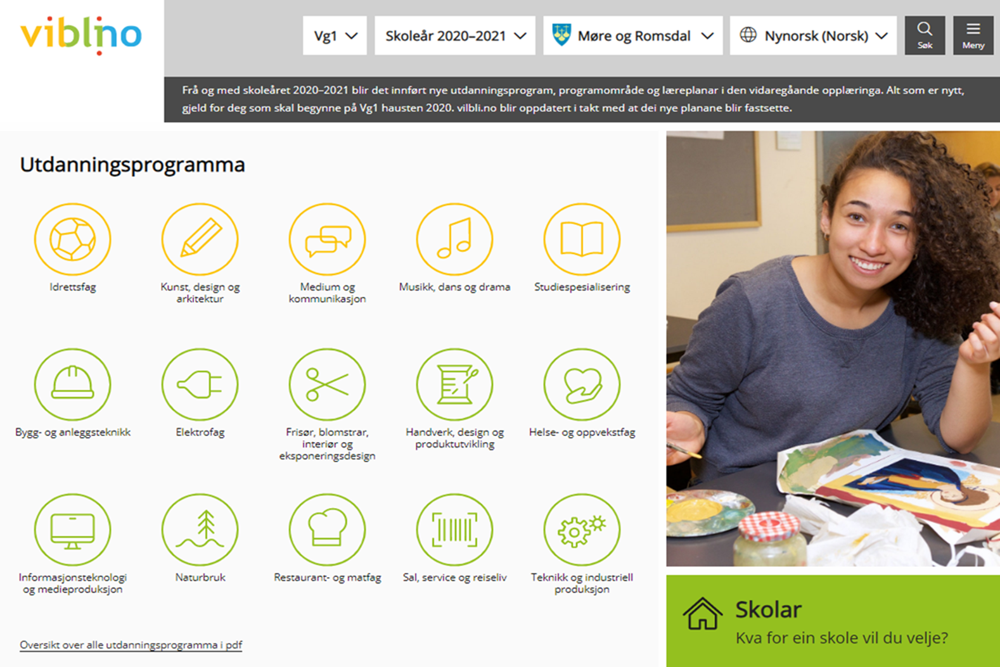 viblino
Vg1
Skoleår 2020–2021
Møre og Romsdal
Nynorsk (Norsk)
Søk
Meny
Frå og med skoleåret 2020–2021 blir det innført nye utdanningsprogram, programområde og læreplanar i den vidaregåande opplæringa. Alt som er nytt,
gjeld for deg som skal begynne på Vg1 hausten 2020. vilbli.no blir oppdatert i takt med at dei nye planane blir fastsette.
Utdanningsprogramma
Idrettsfag
Kunst, design og
arkitektur
Medium og
kommunikasjon
Musikk, dans og drama
Studiespesialisering
Bygg- og anleggsteknikk
Elektrofag
Frisør, blomstrar,
interiør og
eksponeringsdesign
Handverk, design og
produktutvikling
Helse- og oppvekstfag
Informasjonsteknologi
og medieproduksjon
Naturbruk
Restaurant- og matfag
Sal, service og reiseliv
Teknikk og industriell
produksjon
Oversikt over alle utdanningsprogramma i pdf
Skolar
Kva for ein skole vil du velje?